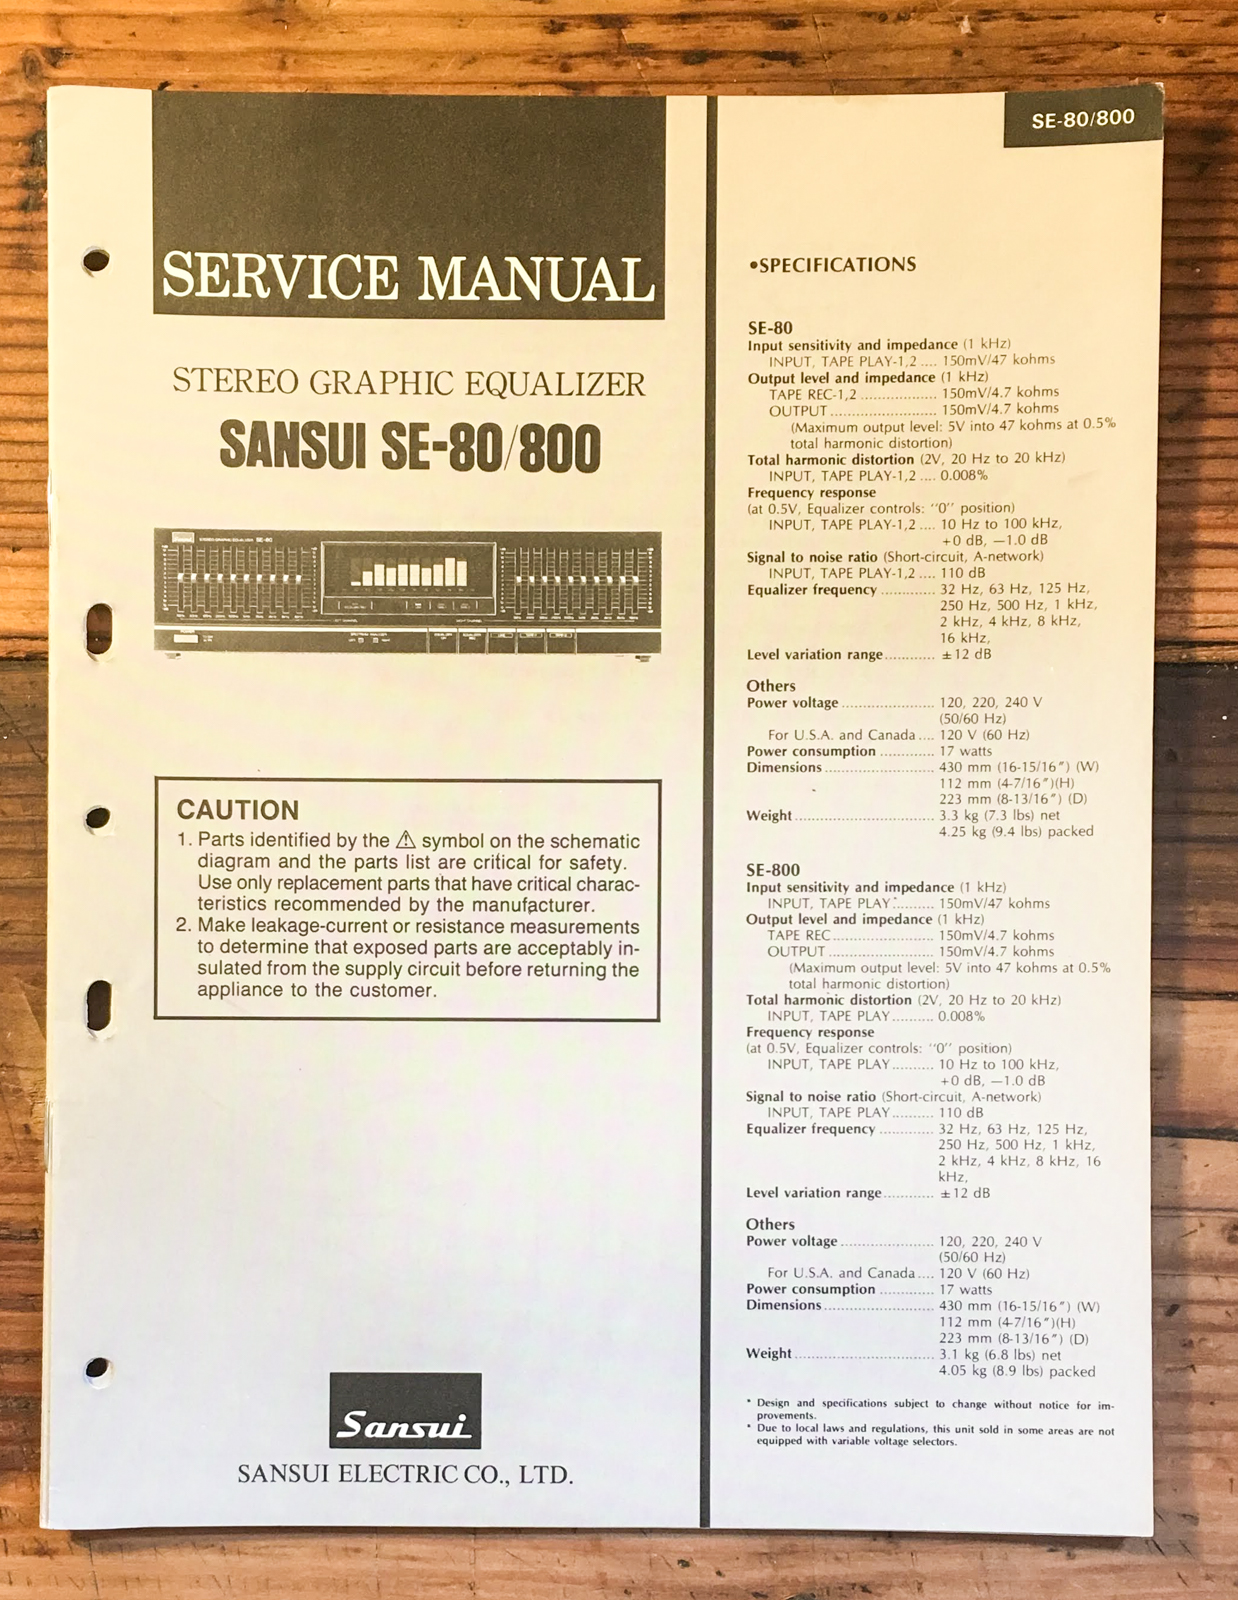 SERVICE MANUAL
STEREO GRAPHIC EQUALIZER
SANSUI SE-80/800
CAUTION
1. Parts identified by the ⚠ symbol on the schematic
diagram and the parts list are critical for safety.
Use only replacement parts that have critical charac-
teristics recommended by the manufacturer.
2. Make leakage-current or resistance measurements
to determine that exposed parts are acceptably in-
sulated from the supply circuit before returning the
appliance to the customer.
Sansui
SANSUI ELECTRIC CO., LTD.
SE-80/800
•SPECIFICATIONS
SE-80
Input sensitivity and impedance (1 kHz)
INPUT, TAPE PLAY-1,2 .... 150mV/47 kohms
Output level and impedance (1 kHz)
TAPE REC-1,2 .................. 150mV/4.7 kohms
OUTPUT ......................... 150mV/4.7 kohms
(Maximum output level: 5V into 47 kohms at 0.5%
total harmonic distortion)
Total harmonic distortion (2V, 20 Hz to 20 kHz)
INPUT, TAPE PLAY-1,2 .... 0.008%
Frequency response
(at 0.5V, Equalizer controls: "0" position)
INPUT, TAPE PLAY-1,2 .... 10 Hz to 100 kHz,
+0 dB, −1.0 dB
Signal to noise ratio (Short-circuit, A-network)
INPUT, TAPE PLAY-1,2 .... 110 dB
Equalizer frequency ............. 32 Hz, 63 Hz, 125 Hz,
250 Hz, 500 Hz, 1 kHz,
2 kHz, 4 kHz, 8 kHz,
16 kHz,
Level variation range............ ±12 dB
Others
Power voltage ...................... 120, 220, 240 V
(50/60 Hz)
For U.S.A. and Canada .... 120 V (60 Hz)
Power consumption ............. 17 watts
Dimensions .......................... 430 mm (16-15/16") (W)
112 mm (4-7/16")(H)
223 mm (8-13/16") (D)
Weight ................................. 3.3 kg (7.3 lbs) net
4.25 kg (9.4 lbs) packed
SE-800
Input sensitivity and impedance (1 kHz)
INPUT, TAPE PLAY .......... 150mV/47 kohms
Output level and impedance (1 kHz)
TAPE REC ........................ 150mV/4.7 kohms
OUTPUT .......................... 150mV/4.7 kohms
(Maximum output level: 5V into 47 kohms at 0.5%
total harmonic distortion)
Total harmonic distortion (2V, 20 Hz to 20 kHz)
INPUT, TAPE PLAY .......... 0.008%
Frequency response
(at 0.5V, Equalizer controls: "0" position)
INPUT, TAPE PLAY .......... 10 Hz to 100 kHz,
+0 dB, −1.0 dB
Signal to noise ratio (Short-circuit, A-network)
INPUT, TAPE PLAY .......... 110 dB
Equalizer frequency ............. 32 Hz, 63 Hz, 125 Hz,
250 Hz, 500 Hz, 1 kHz,
2 kHz, 4 kHz, 8 kHz, 16
kHz,
Level variation range............ ±12 dB
Others
Power voltage ...................... 120, 220, 240 V
(50/60 Hz)
For U.S.A. and Canada .... 120 V (60 Hz)
Power consumption ............. 17 watts
Dimensions .......................... 430 mm (16-15/16") (W)
112 mm (4-7/16")(H)
223 mm (8-13/16") (D)
Weight ................................. 3.1 kg (6.8 lbs) net
4.05 kg (8.9 lbs) packed
* Design and specifications subject to change without notice for im-
provements.
* Due to local laws and regulations, this unit sold in some areas are not
equipped with variable voltage selectors.